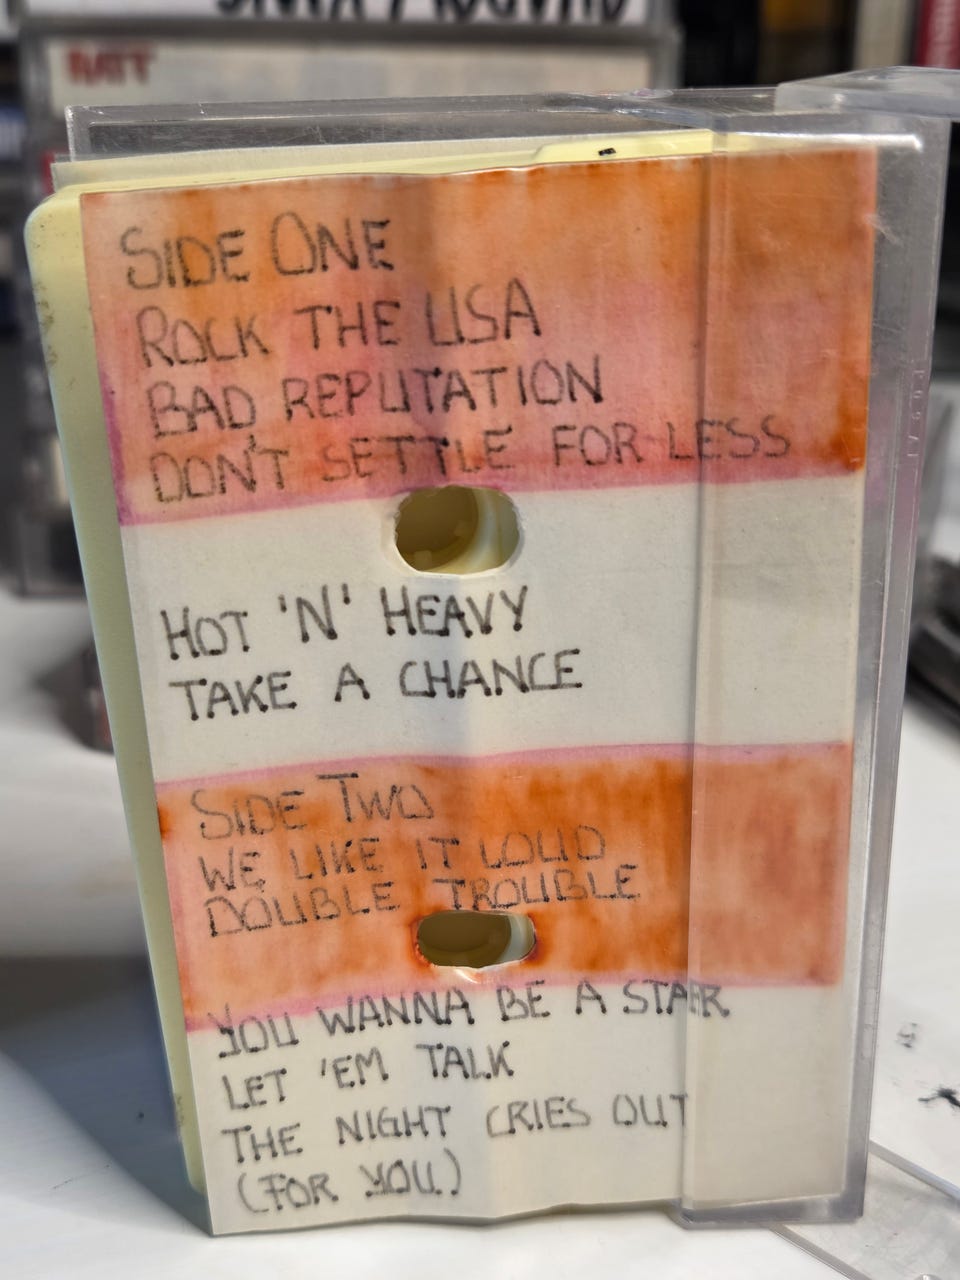 RATT
SIDE ONE
ROCK THE USA
BAD REPUTATION
DON'T SETTLE FOR LESS
HOT 'N' HEAVY
TAKE A CHANCE
SIDE TWO
WE LIKE IT LOUD
DOUBLE TROUBLE
YOU WANNA BE A STAR
LET 'EM TALK
THE NIGHT CRIES OUT
(FOR YOU)